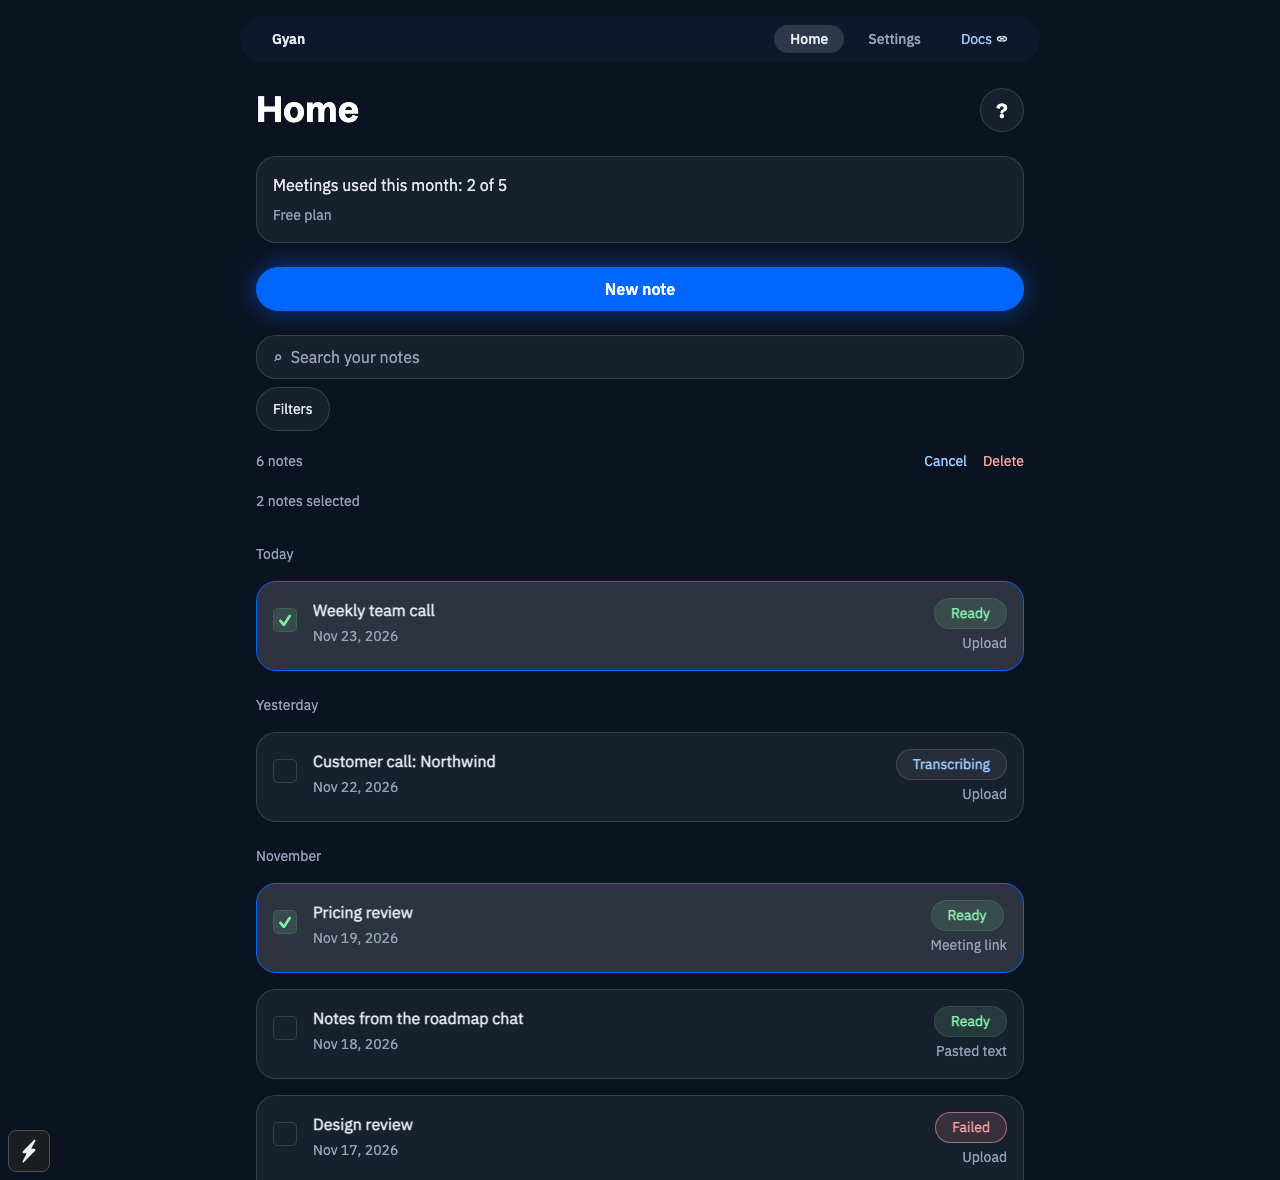 Gyan
Home
Settings
Docs
Home
?
Meetings used this month: 2 of 5
Free plan
New note
Search your notes
Filters
6 notes
Cancel
Delete
2 notes selected
Today
Weekly team call
Ready
Nov 23, 2026
Upload
Yesterday
Customer call: Northwind
Transcribing
Nov 22, 2026
Upload
November
Pricing review
Ready
Nov 19, 2026
Meeting link
Notes from the roadmap chat
Ready
Nov 18, 2026
Pasted text
Design review
Failed
Nov 17, 2026
Upload